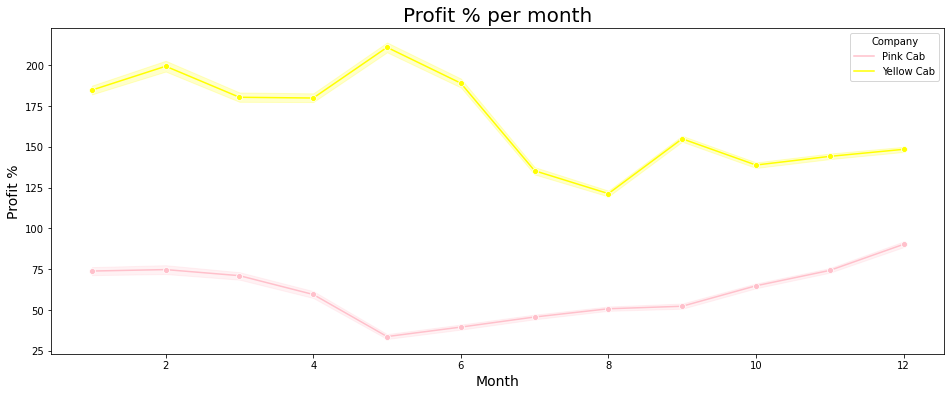 Profit % per month
Company
Pink Cab
Yellow Cab
Profit %
200
175
150
125
100
75
50
25
2 4 6 8 10 12
Month